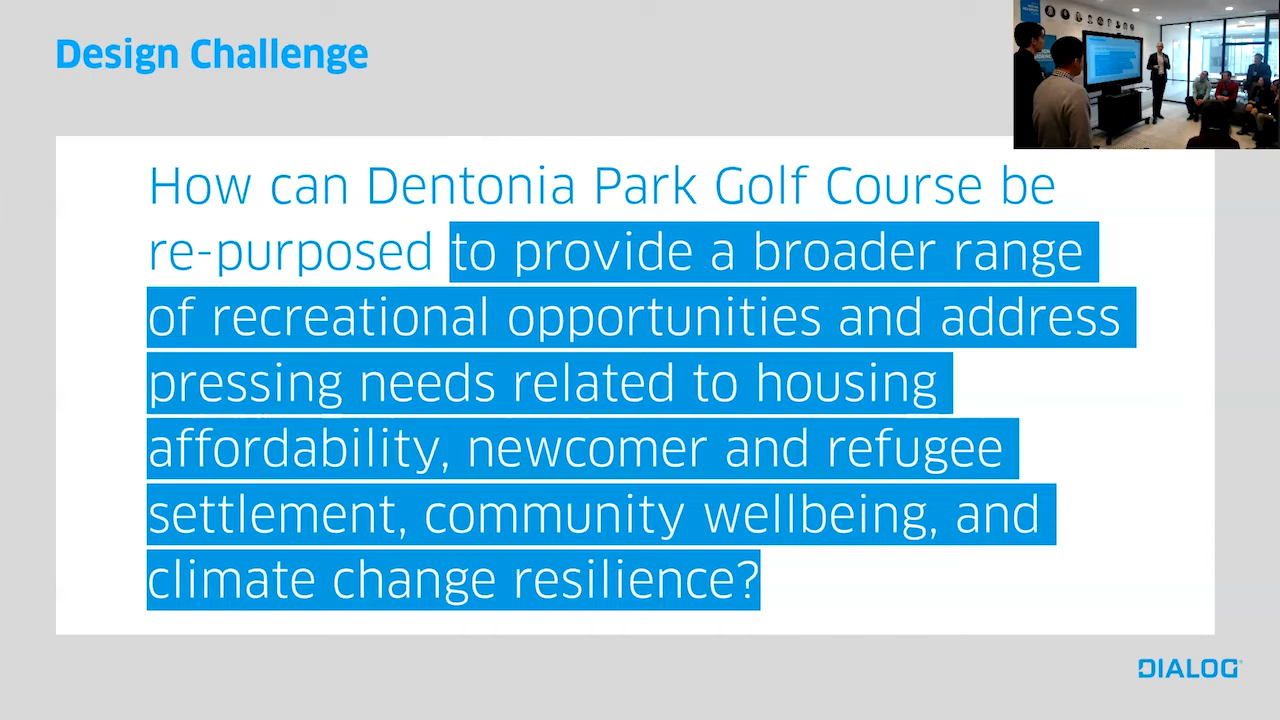 Design Challenge
How can Dentonia Park Golf Course be
re-purposed to provide a broader range
of recreational opportunities and address
pressing needs related to housing
affordability, newcomer and refugee
settlement, community wellbeing, and
climate change resilience?
DIALOG